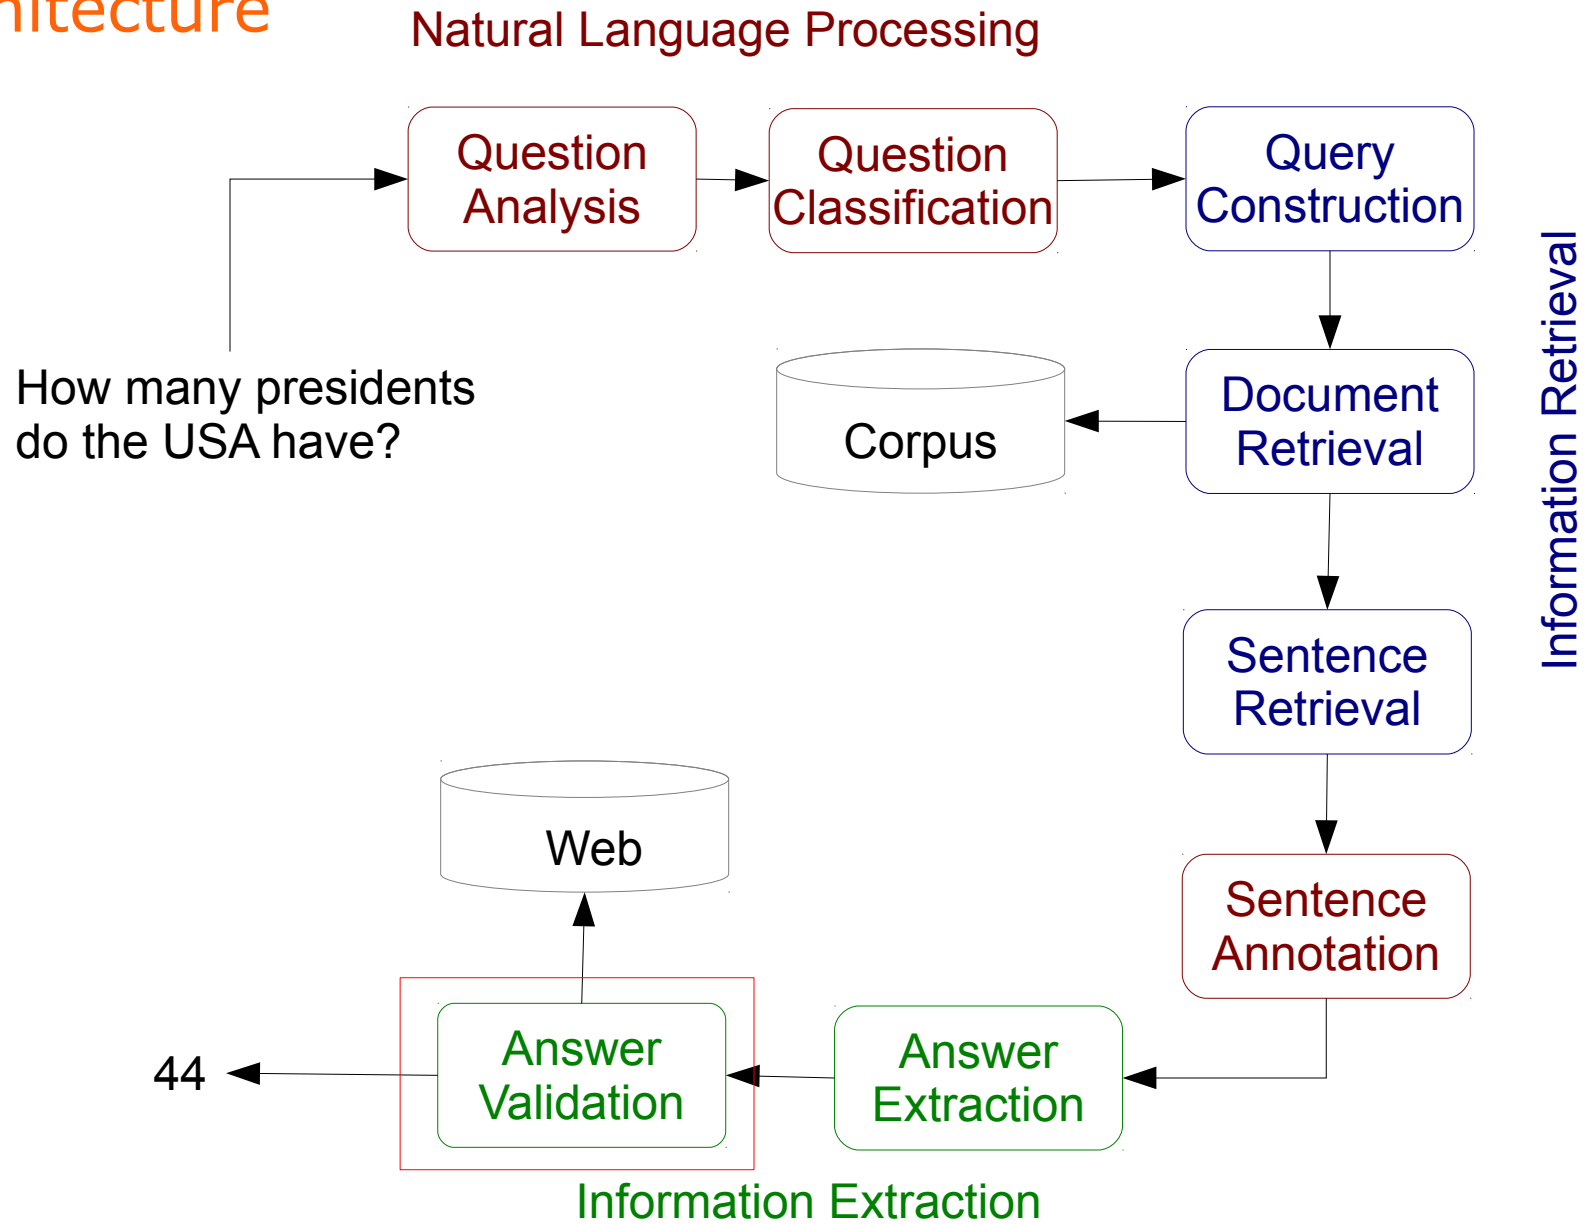 Natural Language Processing
Question
Analysis
Question
Classification
Query
Construction
Information Retrieval
How many presidents
do the USA have?
Corpus
Document
Retrieval
Sentence
Retrieval
Web
Sentence
Annotation
44
Answer
Validation
Answer
Extraction
Information Extraction